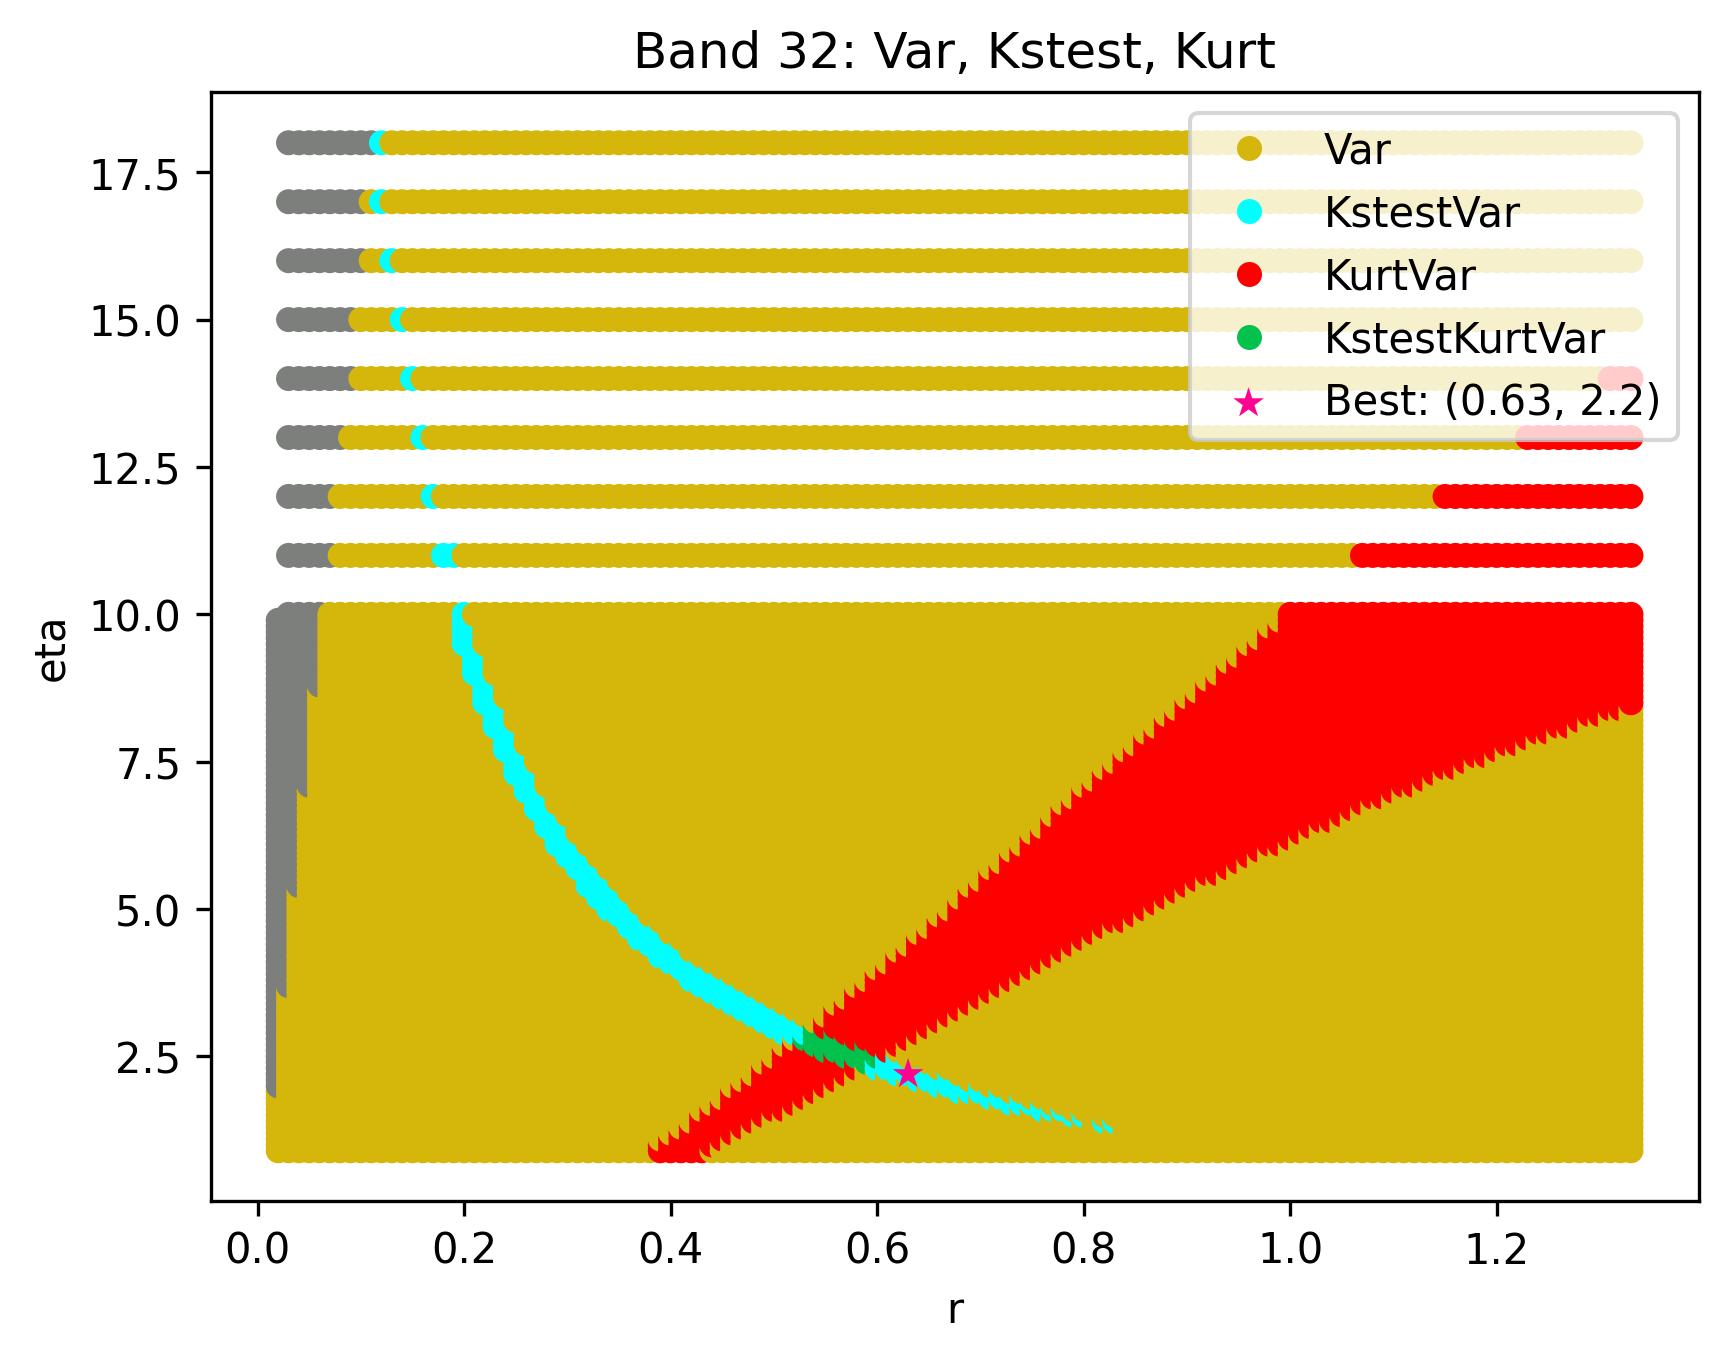 Band 32: Var, Kstest, Kurt
Var
KstestVar
KurtVar
KstestKurtVar
Best: (0.63, 2.2)
eta
17.5
15.0
12.5
10.0
7.5
5.0
2.5
0.0 0.2 0.4 0.6 0.8 1.0 1.2
r